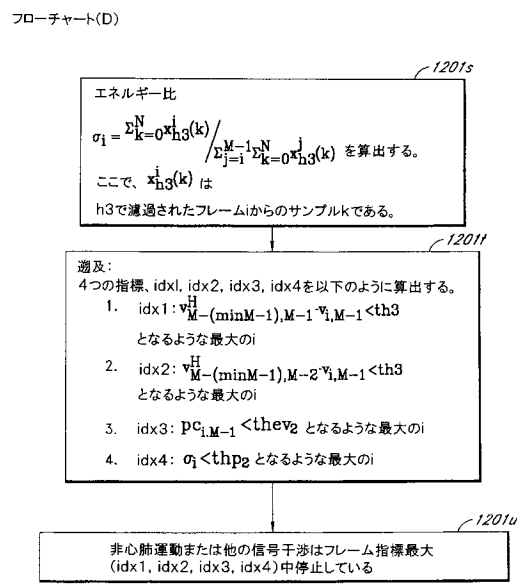 フローチャート(D)
1201s
エネルギー比
σi = Σ^N_{k=0} x^i_{h3}(k) / Σ^{M-1}_{j=i} Σ^N_{k=0} x^j_{h3}(k) を算出する。
ここで、 x^i_{h3}(k) は
h3で濾過されたフレームiからのサンプルkである。
1201t
遡及:
4つの指標、idxl, idx2, idx3, idx4を以下のように算出する。
1. idx1 : v^H_{M-(minM-1),M-1}·v_{i,M-1} <th3
となるような最大のi
2. idx2 : v^H_{M-(minM-1),M-2}·v_{i,M-1} <th3
となるような最大のi
3. idx3 : pc_{i.M-1} <thev2 となるような最大のi
4. idx4 : σi <thp2 となるような最大のi
1201u
非心肺運動または他の信号干渉はフレーム指標最大
(idx1, idx2, idx3, idx4)中停止している